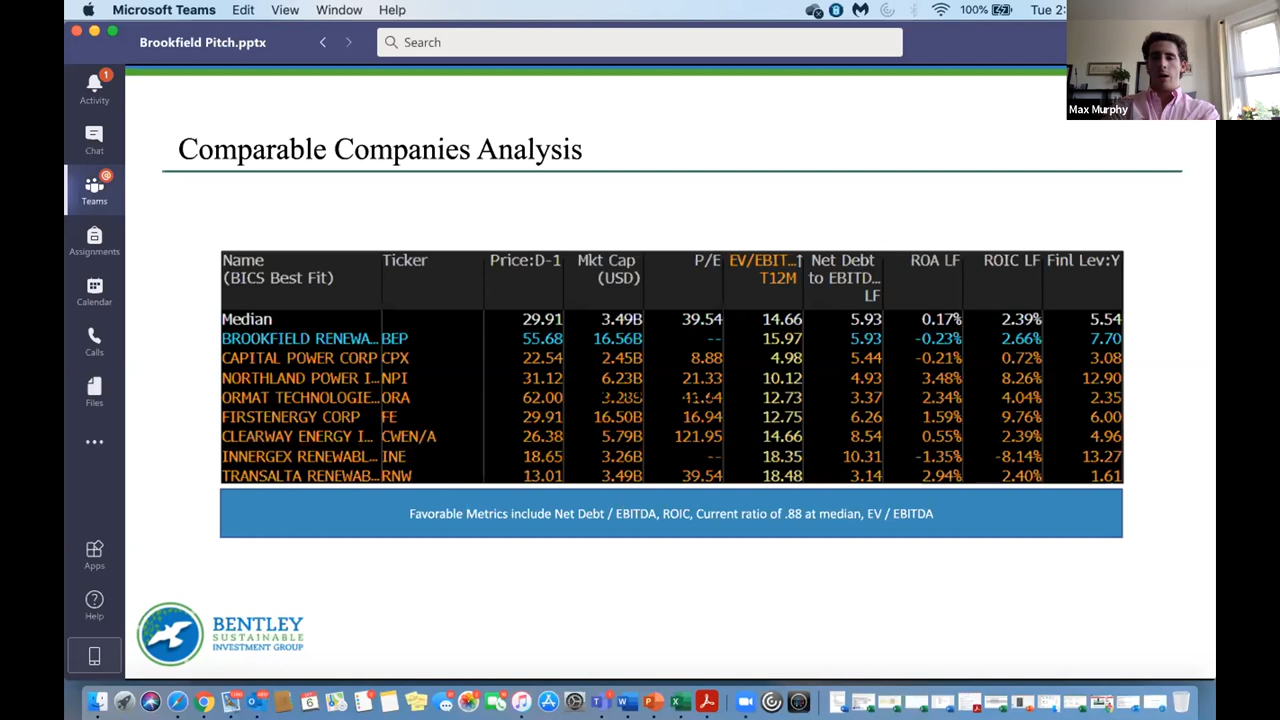 Microsoft Teams Edit View Window Help 100% Tue 2:
Brookfield Pitch.pptx Search
Max Murphy
1
Activity
Chat
Teams
Assignments
Calendar
Calls
Files
Apps
Help
Comparable Companies Analysis
Name (BICS Best Fit) Ticker Price:D-1 Mkt Cap (USD) P/E EV/EBIT...↑ T12M Net Debt to EBITD... LF ROA LF ROIC LF Finl Lev:Y
Median 29.91 3.49B 39.54 14.66 5.93 0.17% 2.39% 5.54
BROOKFIELD RENEWA... BEP 55.68 16.56B -- 15.97 5.93 -0.23% 2.66% 7.70
CAPITAL POWER CORP CPX 22.54 2.45B 8.88 4.98 5.44 -0.21% 0.72% 3.08
NORTHLAND POWER I... NPI 31.12 6.23B 21.33 10.12 4.93 3.48% 8.26% 12.90
ORMAT TECHNOLOGIE... ORA 62.00 3.28B 41.64 12.73 3.37 2.34% 4.04% 2.35
FIRSTENERGY CORP FE 29.91 16.50B 16.94 12.75 6.26 1.59% 9.76% 6.00
CLEARWAY ENERGY I... CWEN/A 26.38 5.79B 121.95 14.66 8.54 0.55% 2.39% 4.96
INNERGEX RENEWABL... INE 18.65 3.26B -- 18.35 10.31 -1.35% -8.14% 13.27
TRANSALTA RENEWAB... RNW 13.01 3.49B 39.54 18.48 3.14 2.94% 2.40% 1.61
Favorable Metrics include Net Debt / EBITDA, ROIC, Current ratio of .88 at median, EV / EBITDA
BENTLEY
SUSTAINABLE
INVESTMENT GROUP